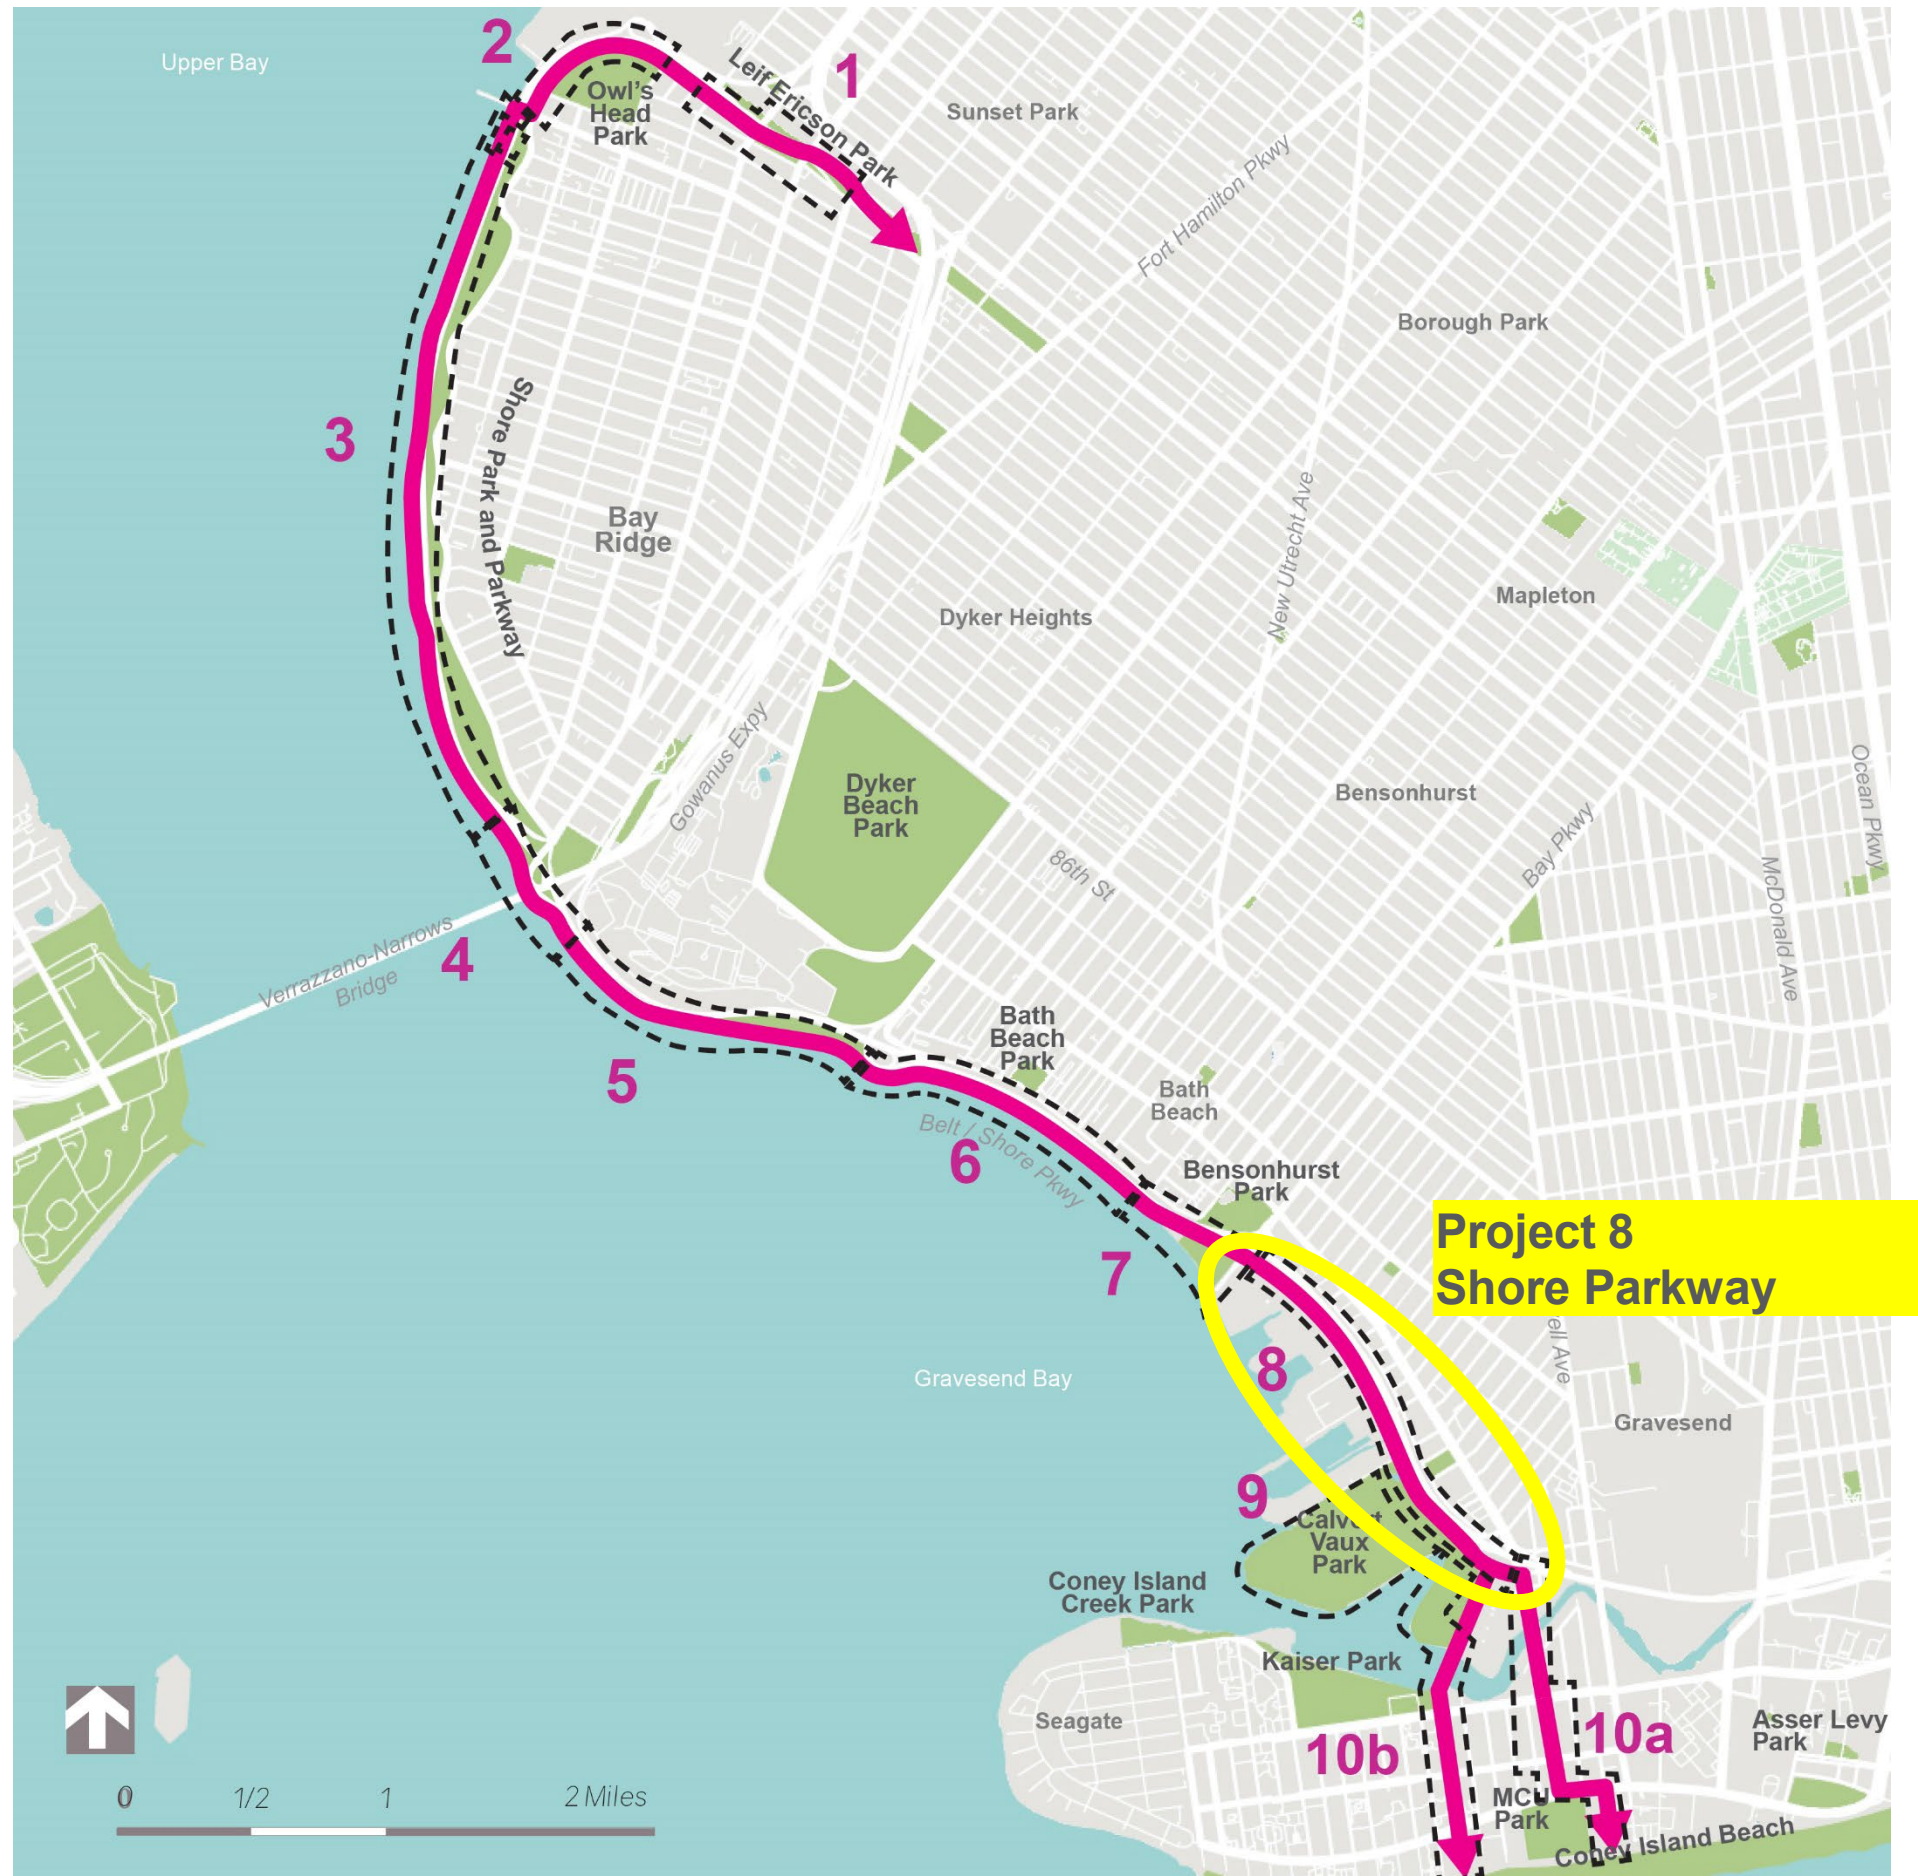 Upper Bay
2
Owl's
Head
Park
Leif Ericson Park
1
Sunset Park
Fort Hamilton Pkwy
Borough Park
3
Shore Park and Parkway
Bay
Ridge
New Utrecht Ave
Mapleton
Dyker Heights
Gowanus Expy
Dyker
Beach
Park
86th St
Bensonhurst
Bay Pkwy
Ocean Pkwy
McDonald Ave
Verrazzano-Narrows
Bridge
4
5
Bath
Beach
Park
Bath
Beach
Belt / Shore Pkwy
6
Bensonhurst
Park
7
Project 8
Shore Parkway
ell Ave
Gravesend Bay
8
Gravesend
9
Calvert
Vaux
Park
Coney Island
Creek Park
Kaiser Park
Seagate
10b
10a
Asser Levy
Park
MCU
Park
Coney Island Beach
0 1/2 1 2 Miles